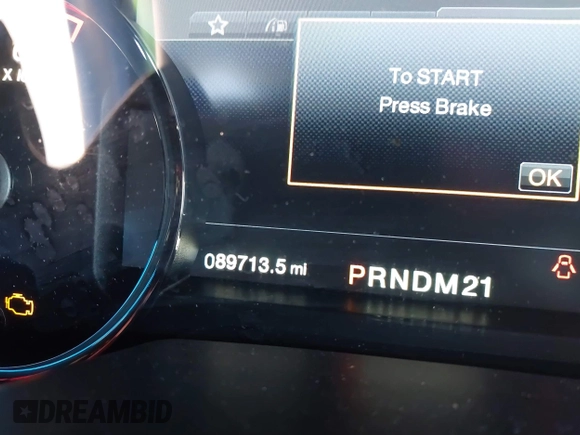 To START
Press Brake
OK
089713.5 mi
PRNDM21
DREAMBID